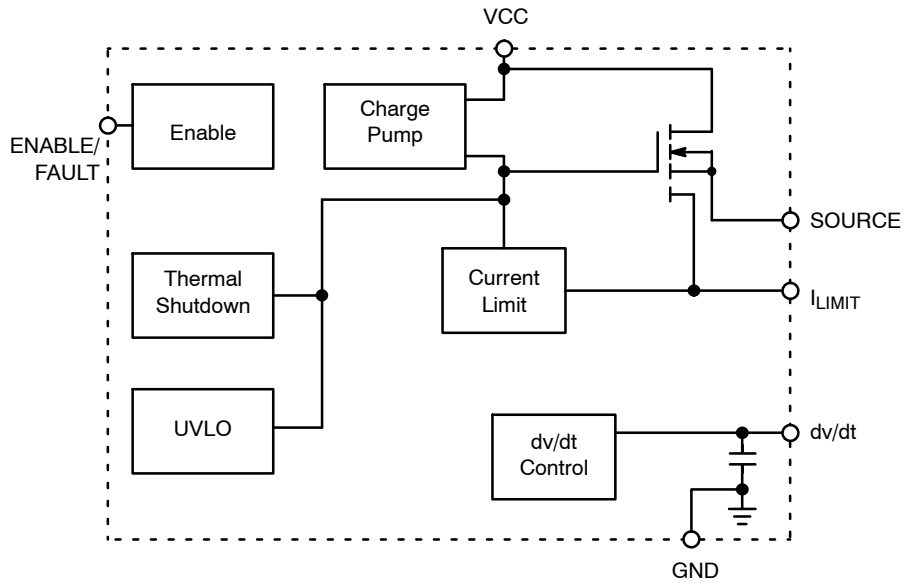 VCC
Enable
Charge
Pump
ENABLE/
FAULT
SOURCE
Thermal
Shutdown
Current
Limit
ILIMIT
UVLO
dv/dt
Control
dv/dt
GND